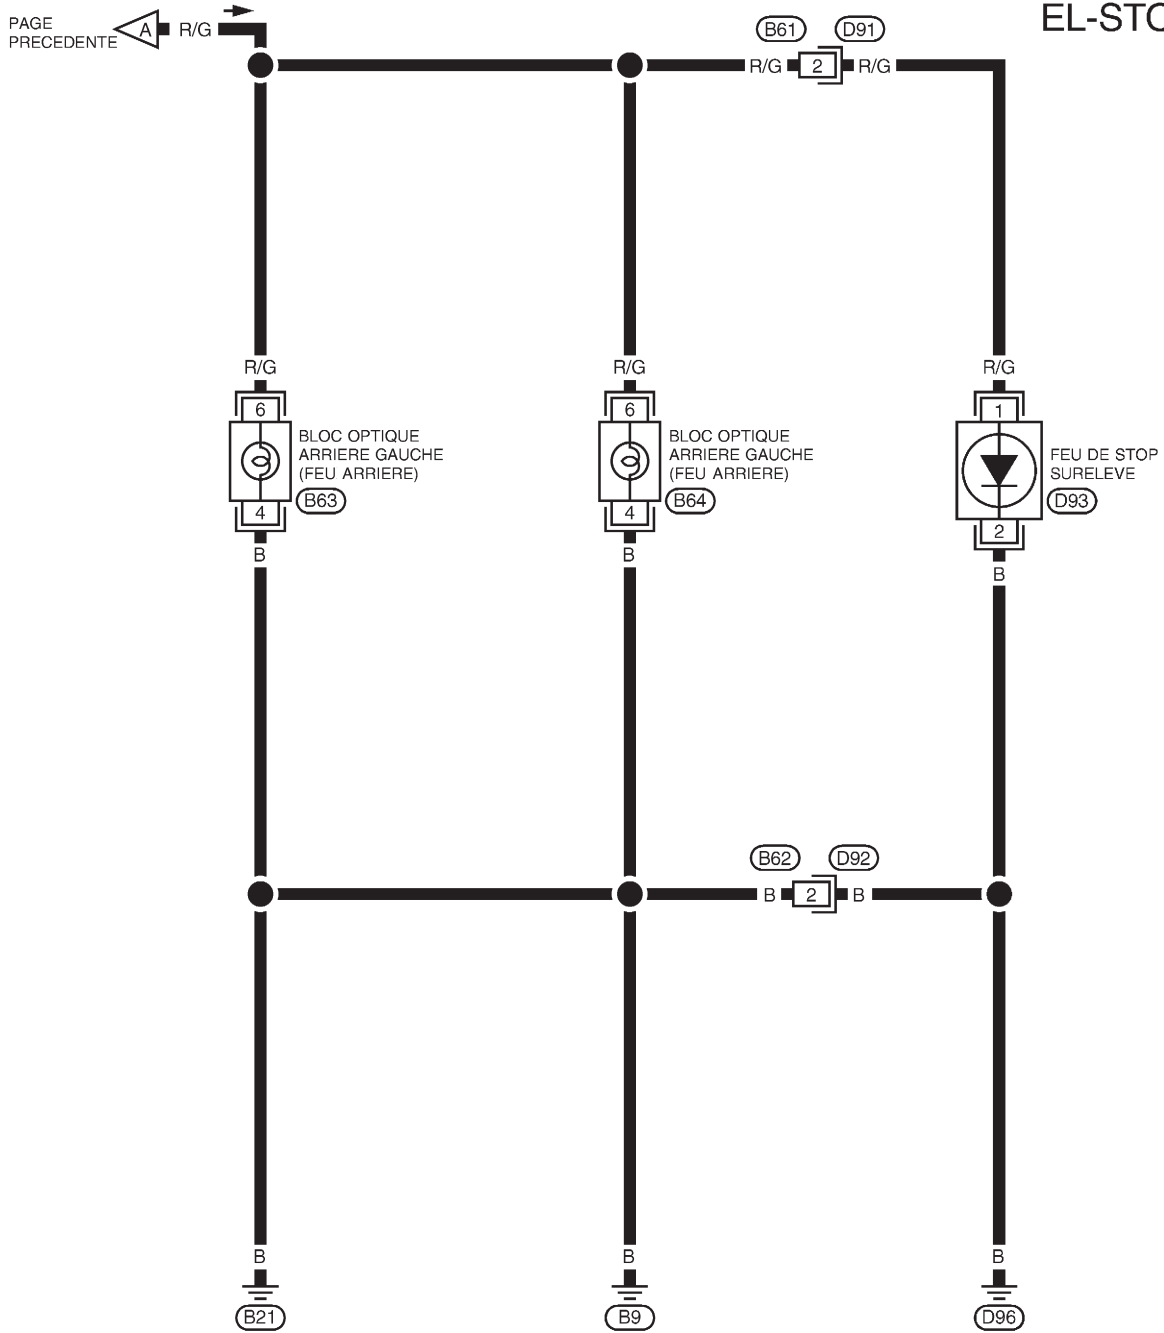 PAGE
PRECEDENTE
A
R/G
EL-STO
B61
D91
R/G
2
R/G
R/G
R/G
R/G
6
6
1
BLOC OPTIQUE
ARRIERE GAUCHE
(FEU ARRIERE)
B63
BLOC OPTIQUE
ARRIERE GAUCHE
(FEU ARRIERE)
B64
FEU DE STOP
SURELEVE
D93
4
4
2
B
B
B
B62
D92
B
2
B
B
B
B
B21
B9
D96